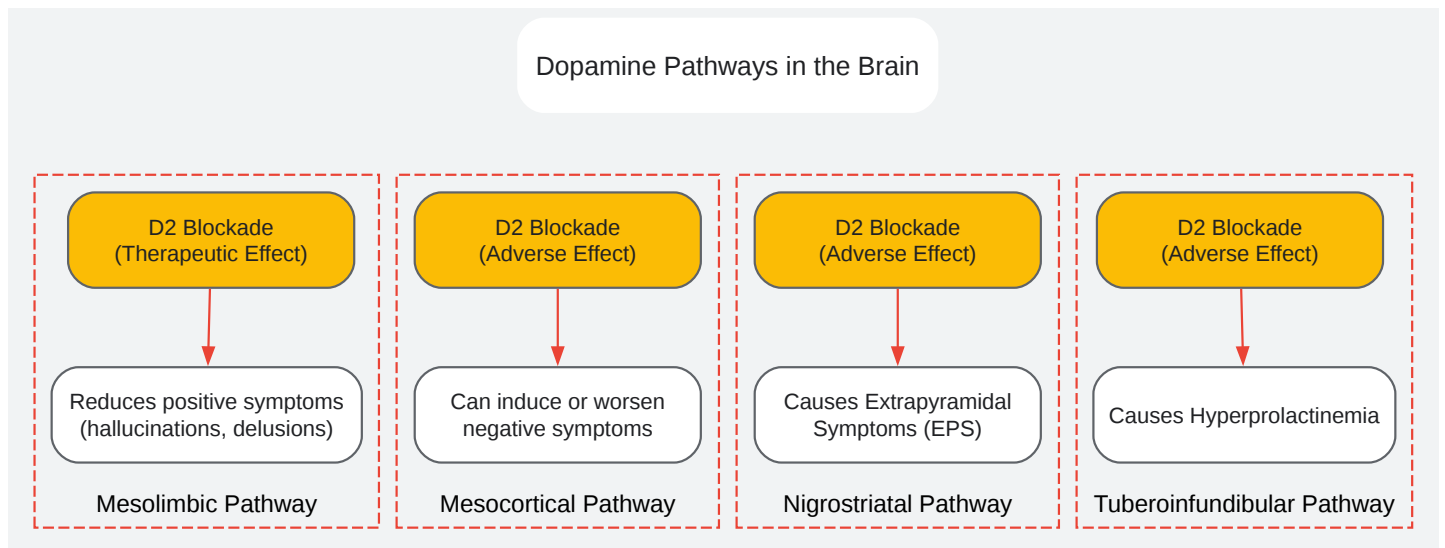 Dopamine Pathways in the Brain
D2 Blockade
(Therapeutic Effect)
Reduces positive symptoms
(hallucinations, delusions)
Mesolimbic Pathway
D2 Blockade
(Adverse Effect)
Can induce or worsen
negative symptoms
Mesocortical Pathway
D2 Blockade
(Adverse Effect)
Causes Extrapyramidal
Symptoms (EPS)
Nigrostriatal Pathway
D2 Blockade
(Adverse Effect)
Causes Hyperprolactinemia
Tuberoinfundibular Pathway